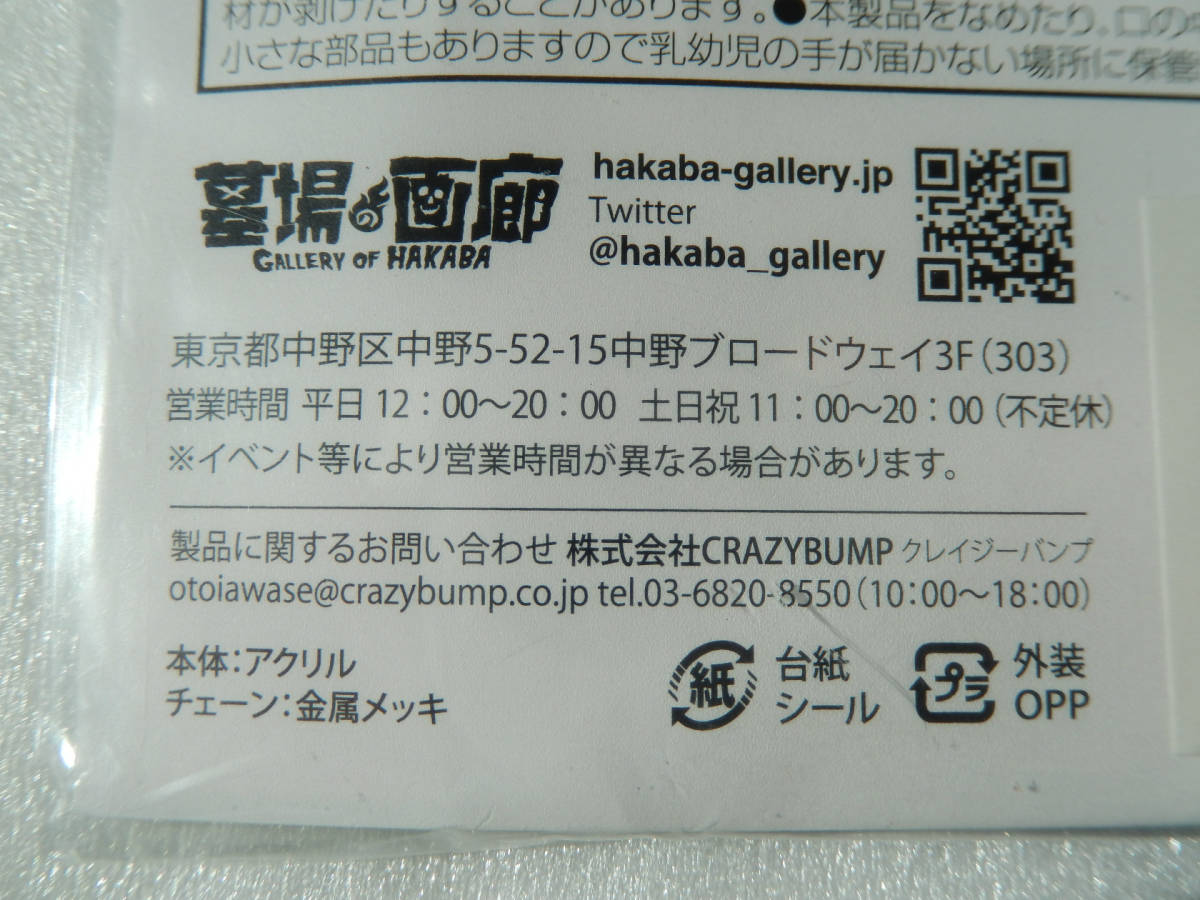 材が剥けたりすることがあります。●本製品をなめたり、口の
小さな部品もありますので乳幼児の手が届かない場所に保管
墓場の画廊
GALLERY OF HAKABA
hakaba-gallery.jp
Twitter
@hakaba_gallery
東京都中野区中野5-52-15中野ブロードウェイ3F(303)
営業時間 平日12：00〜20：00 土日祝11：00〜20：00(不定休)
※イベント等により営業時間が異なる場合があります。
製品に関するお問い合わせ 株式会社CRAZYBUMP クレイジーバンプ
otoiawase@crazybump.co.jp tel.03-6820-8550(10:00〜18:00)
本体：アクリル
チェーン：金属メッキ
紙
台紙
シール
プラ
外装
OPP